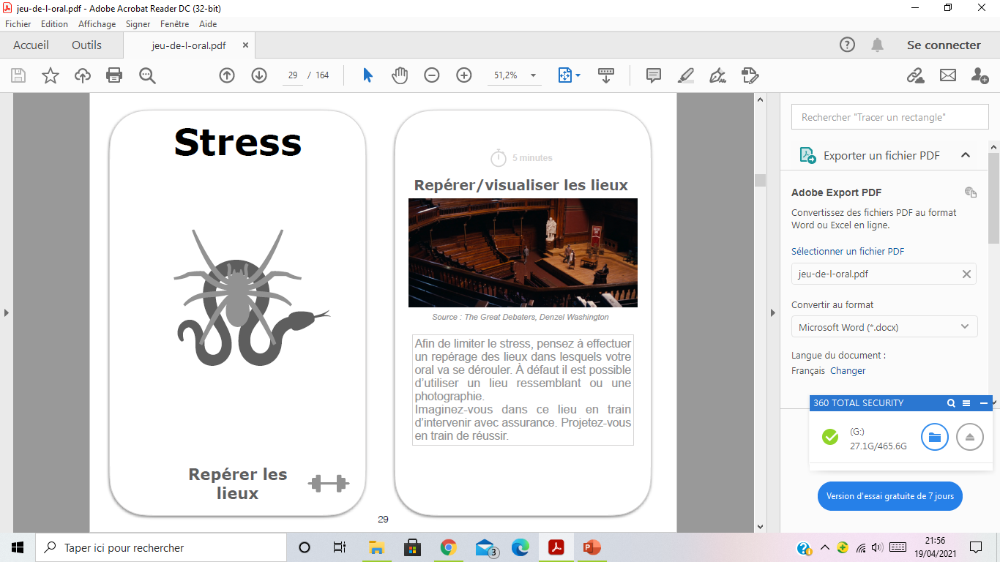 jeu-de-l-oral.pdf - Adobe Acrobat Reader DC (32-bit)
Fichier Edition Affichage Signer Fenêtre Aide
Accueil Outils jeu-de-l-oral.pdf × Se connecter
29 / 164 51,2%
Stress
Repérer les
lieux
5 minutes
Repérer/visualiser les lieux
Source : The Great Debaters, Denzel Washington
Afin de limiter le stress, pensez à effectuer
un repérage des lieux dans lesquels votre
oral va se dérouler. À défaut il est possible
d'utiliser un lieu ressemblant ou une
photographie.
Imaginez-vous dans ce lieu en train
d'intervenir avec assurance. Projetez-vous
en train de réussir.
29
Rechercher "Tracer un rectangle"
Exporter un fichier PDF
Adobe Export PDF
Convertissez des fichiers PDF au format
Word ou Excel en ligne.
Sélectionner un fichier PDF
jeu-de-l-oral.pdf
Convertir au format
Microsoft Word (*.docx)
Langue du document :
Français Changer
360 TOTAL SECURITY
(G:)
27.1G/465.6G
Version d'essai gratuite de 7 jours
Taper ici pour rechercher
3
21:56
19/04/2021